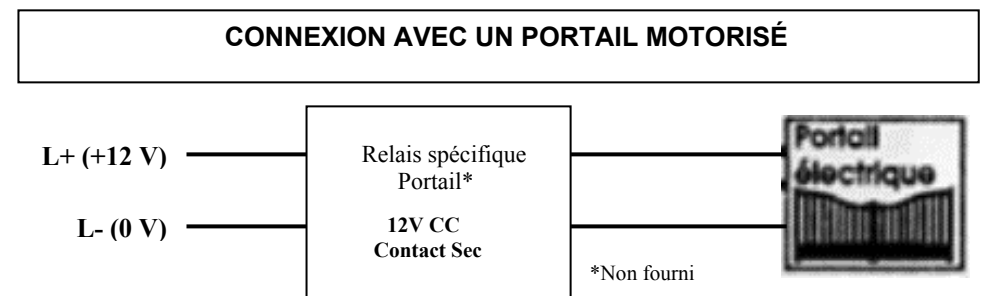 CONNEXION AVEC UN PORTAIL MOTORISÉ
L+ (+12 V)
Relais spécifique
Portail*
Portail
électrique
L- (0 V)
12V CC
Contact Sec
*Non fourni